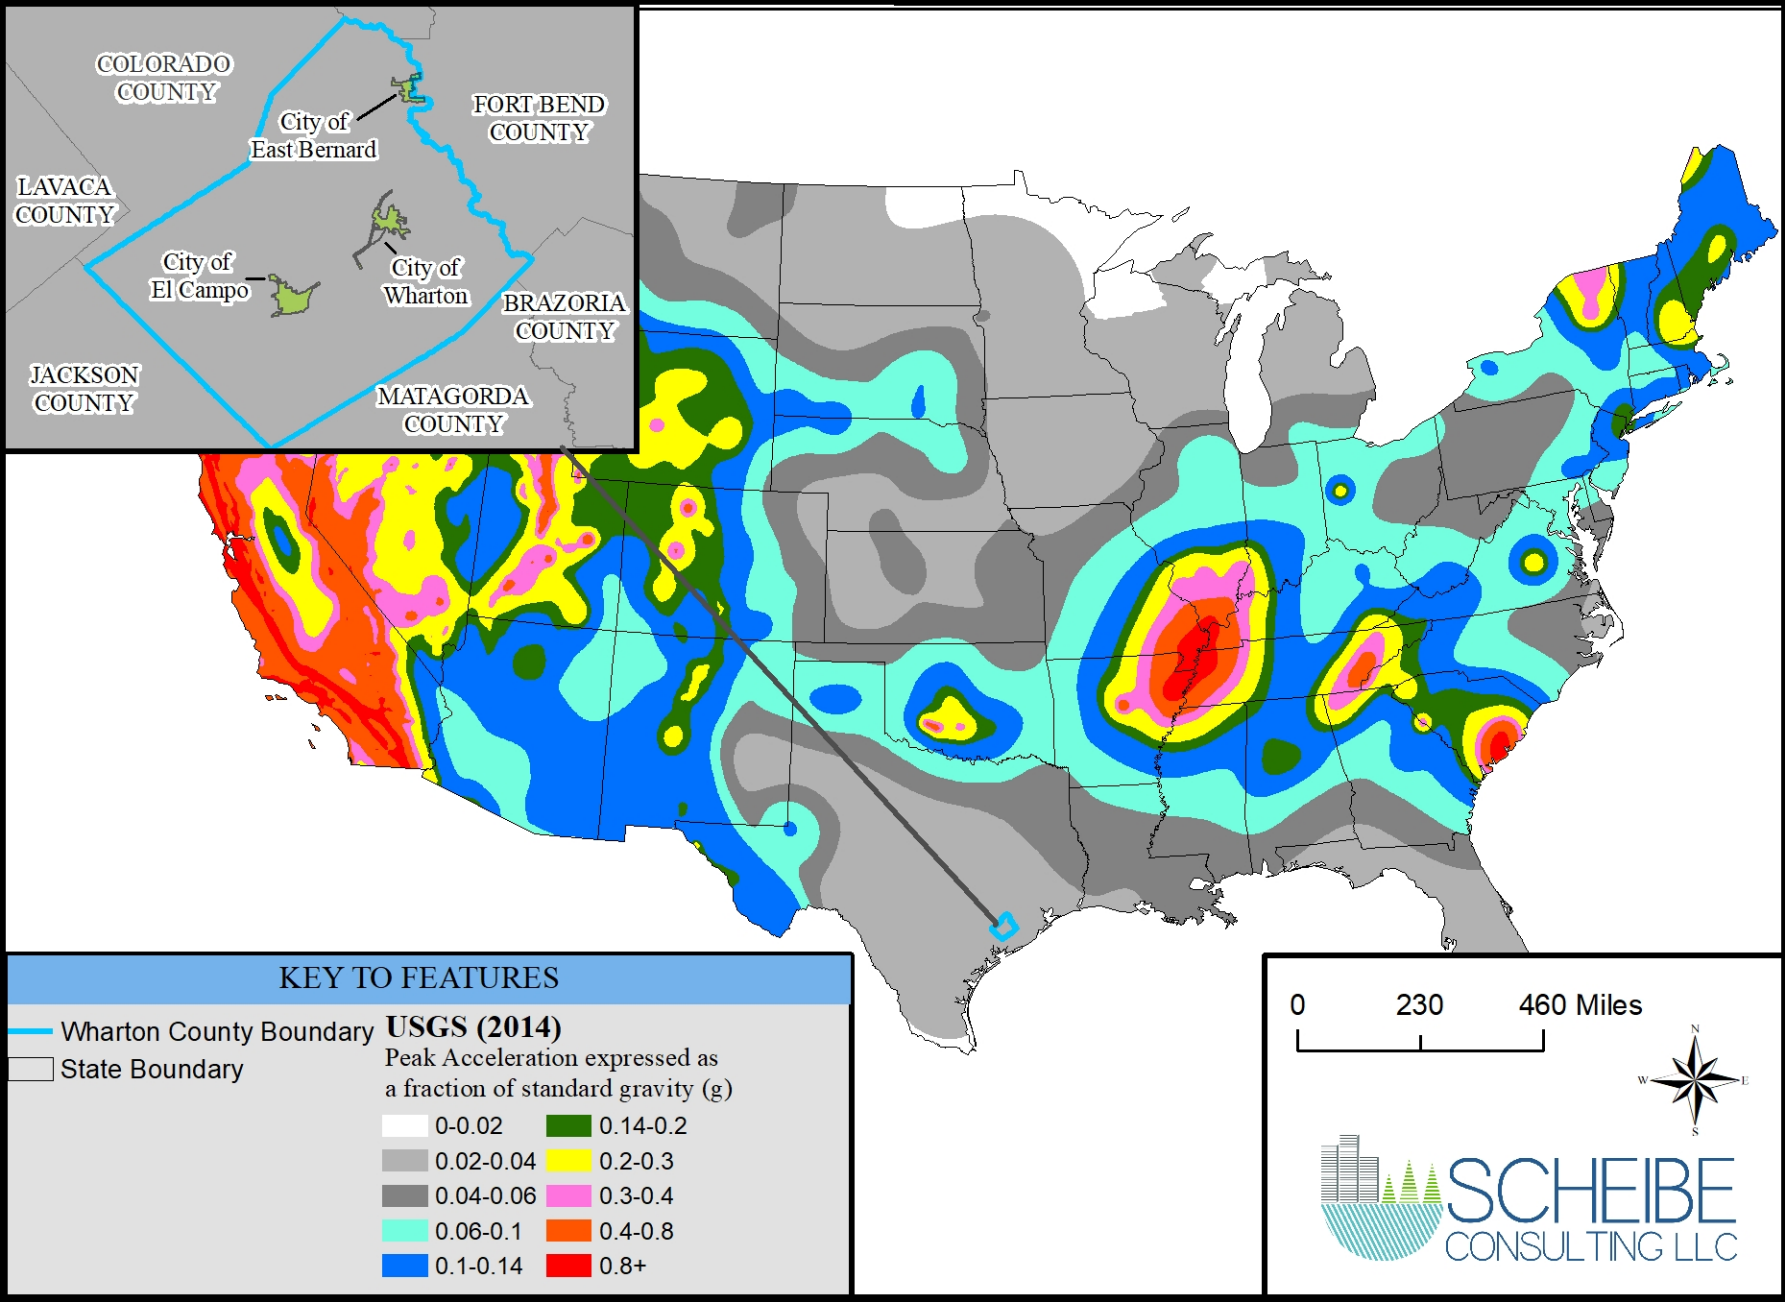 COLORADO
COUNTY
FORT BEND
COUNTY
City of
East Bernard
LAVACA
COUNTY
City of
El Campo
City of
Wharton
BRAZORIA
COUNTY
JACKSON
COUNTY
MATAGORDA
COUNTY
KEY TO FEATURES
Wharton County Boundary
State Boundary
USGS (2014)
Peak Acceleration expressed as
a fraction of standard gravity (g)
0-0.02
0.02-0.04
0.04-0.06
0.06-0.1
0.1-0.14
0.14-0.2
0.2-0.3
0.3-0.4
0.4-0.8
0.8+
0 230 460 Miles
N
W E
S
SCHEIBE
CONSULTING LLC